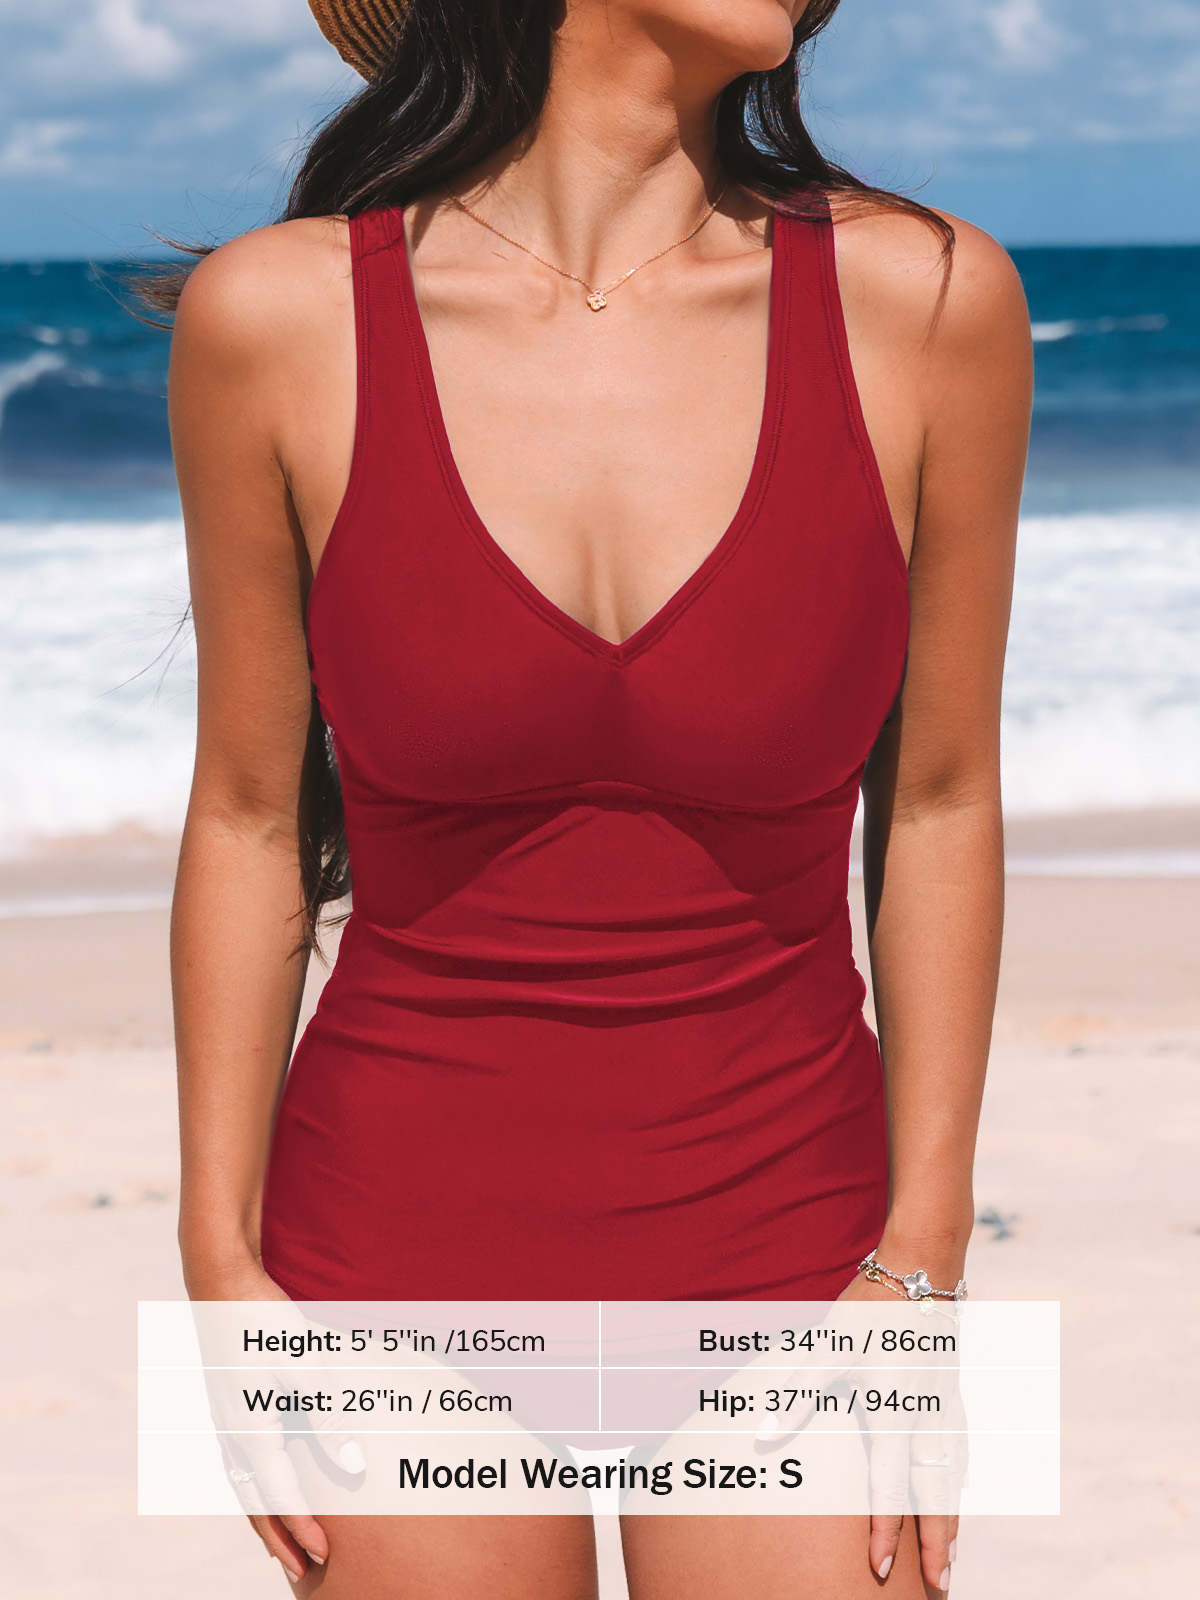 Height: 5' 5"in /165cm
Bust: 34"in / 86cm
Waist: 26"in / 66cm
Hip: 37"in / 94cm
Model Wearing Size: S